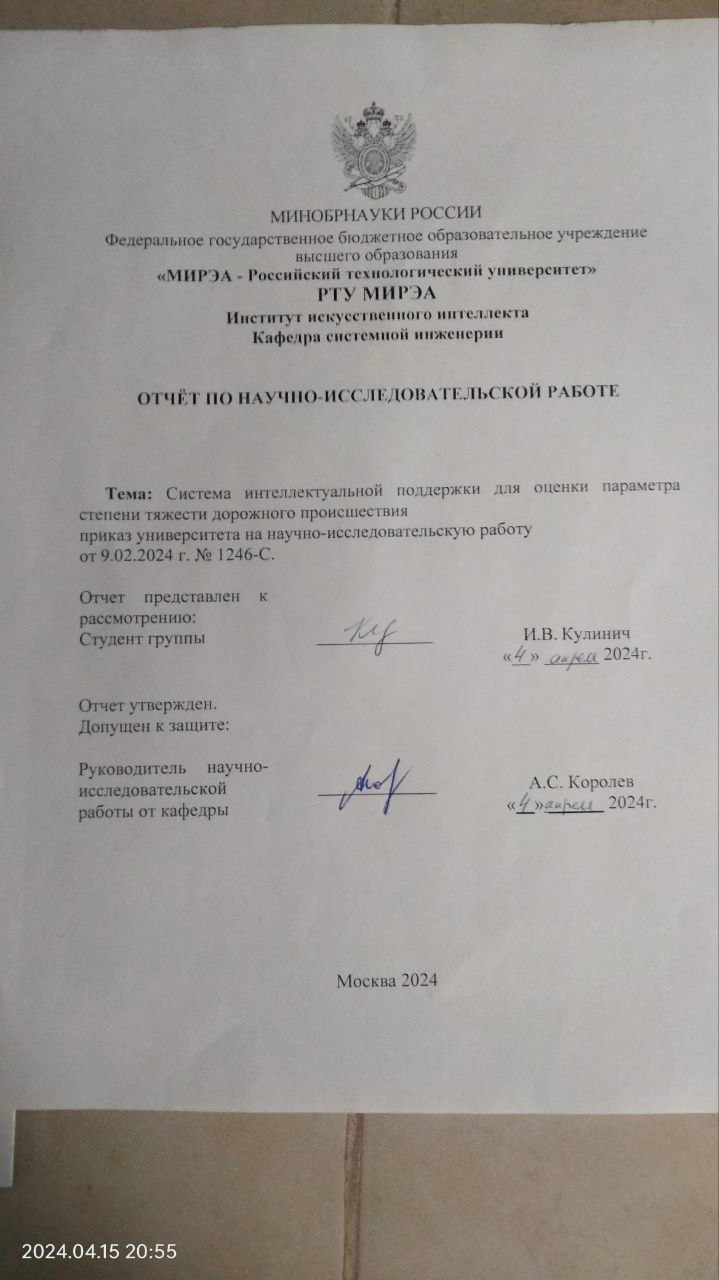 МИНОБРНАУКИ РОССИИ
Федеральное государственное бюджетное образовательное учреждение
высшего образования
«МИРЭА - Российский технологический университет»
РТУ МИРЭА
Институт искусственного интеллекта
Кафедра системной инженерии
ОТЧЁТ ПО НАУЧНО-ИССЛЕДОВАТЕЛЬСКОЙ РАБОТЕ
Тема: Система интеллектуальной поддержки для оценки параметра
степени тяжести дорожного происшествия
приказ университета на научно-исследовательскую работу
от 9.02.2024 г. № 1246-С.
Отчет представлен к
рассмотрению:
Студент группы
И.В. Кулинич
«4» апреля 2024г.
Отчет утвержден.
Допущен к защите:
Руководитель научно-
исследовательской
работы от кафедры
А.С. Королев
«4» апреля 2024г.
Москва 2024
2024.04.15 20:55